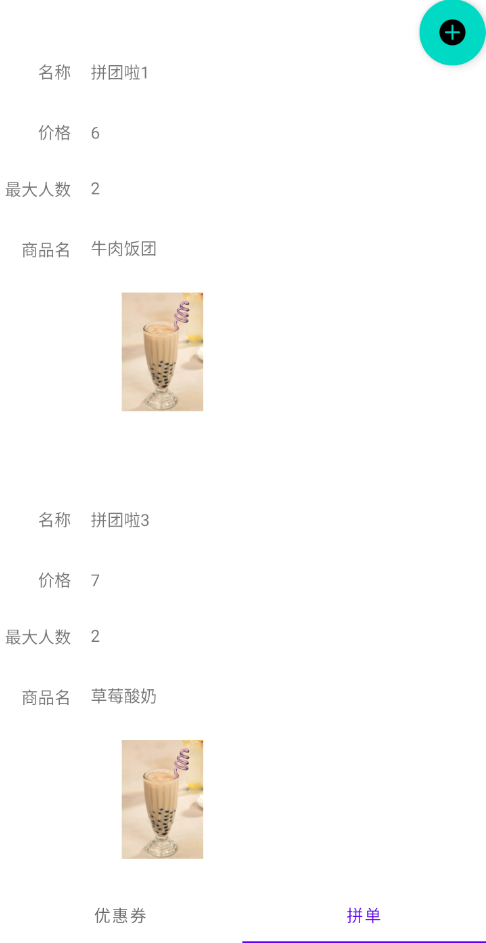 名称 拼团啦1
价格 6
最大人数 2
商品名 牛肉饭团
名称 拼团啦3
价格 7
最大人数 2
商品名 草莓酸奶
优惠券 拼单